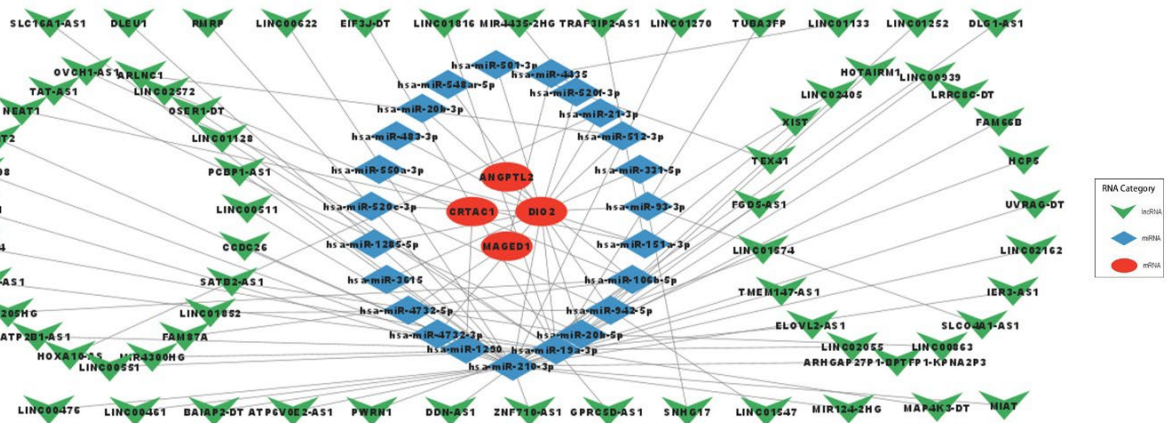 SLC16A1-AS1 DLEU1 RMRP LINC00622 EIF3J-DT LINC01816 MIR4435-2HG TRAF3IP2-AS1 LINC01270 TUBA3FP LINC01133 LINC01252 DLG1-AS1
OVCH1-AS1 ARLNC1 hsa-miR-501-3p hsa-miR-4435 HOTAIRM1 LINC00939
TAT-AS1 LINC02572 hsa-miR-548ar-5p hsa-miR-520f-3p LINC02405 LRRC8C-DT
NEAT1 OSER1-DT hsa-miR-20b-3p hsa-miR-21-3p XIST FAM66B
T2 LINC01128 hsa-miR-483-3p hsa-miR-512-3p
TEX41 HCP5
98 PCBP1-AS1 hsa-miR-550a-3p ANGPTL2 hsa-miR-331-5p
RNA Category
lncRNA
miRNA
mRNA
LINC00511 hsa-miR-520c-3p CRTAC1 DIO2 hsa-miR-93-3p FGD5-AS1 UVRAG-DT
4 CCDC26 hsa-miR-1285-5p MAGED1 hsa-miR-151a-3p LINC01574 LINC02162
-AS1 SATB2-AS1 hsa-miR-3615 hsa-miR-106b-5p TMEM147-AS1 IER3-AS1
205HG LINC01852 hsa-miR-4732-5p hsa-miR-942-5p ELOVL2-AS1 SLCO4A1-AS1
ATP2B1-AS1 FAM87A hsa-miR-4732-3p hsa-miR-20b-5p LINC02055 LINC00863
HOXA10-AS MIR4300HG hsa-miR-1290 hsa-miR-19a-3p
LINC00551 hsa-miR-210-3p ARHGAP27P1-BPTFP1-KPNA2P3
LINC00476 LINC00461 BAIAP2-DT ATP6V0E2-AS1 PWRN1 DDN-AS1 ZNF710-AS1 GPRC5D-AS1 SNHG17 LINC01547 MIR124-2HG MAP4K3-DT MIAT